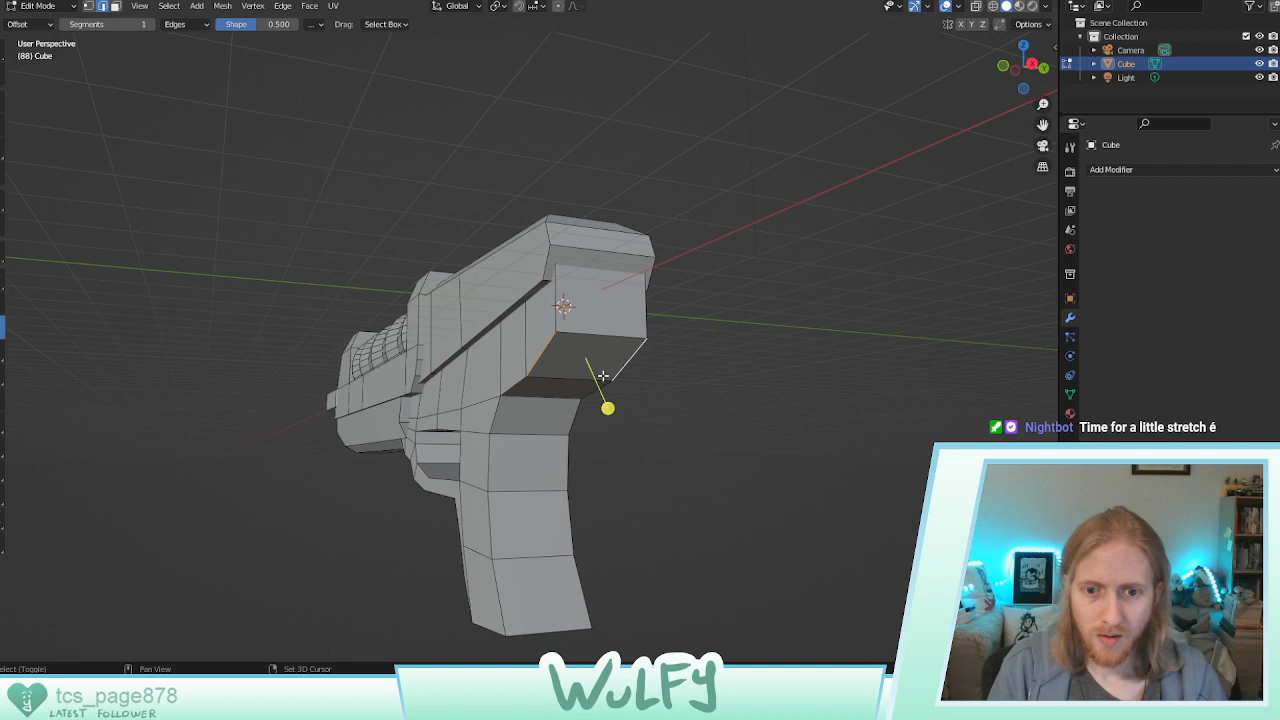 Edit Mode View Select Add Mesh Vertex Edge Face UV Global
Offset Segments 1 Edges Shape 0.500 ... Drag: Select Box X Y Z Options
User Perspective
(88) Cube
Scene Collection
Collection
Camera
Cube
Light
Cube
Add Modifier
Nightbot Time for a little stretch é
(Toggle) Pan View Set 3D Cursor
tcs_page878
LATEST FOLLOWER
WULFY